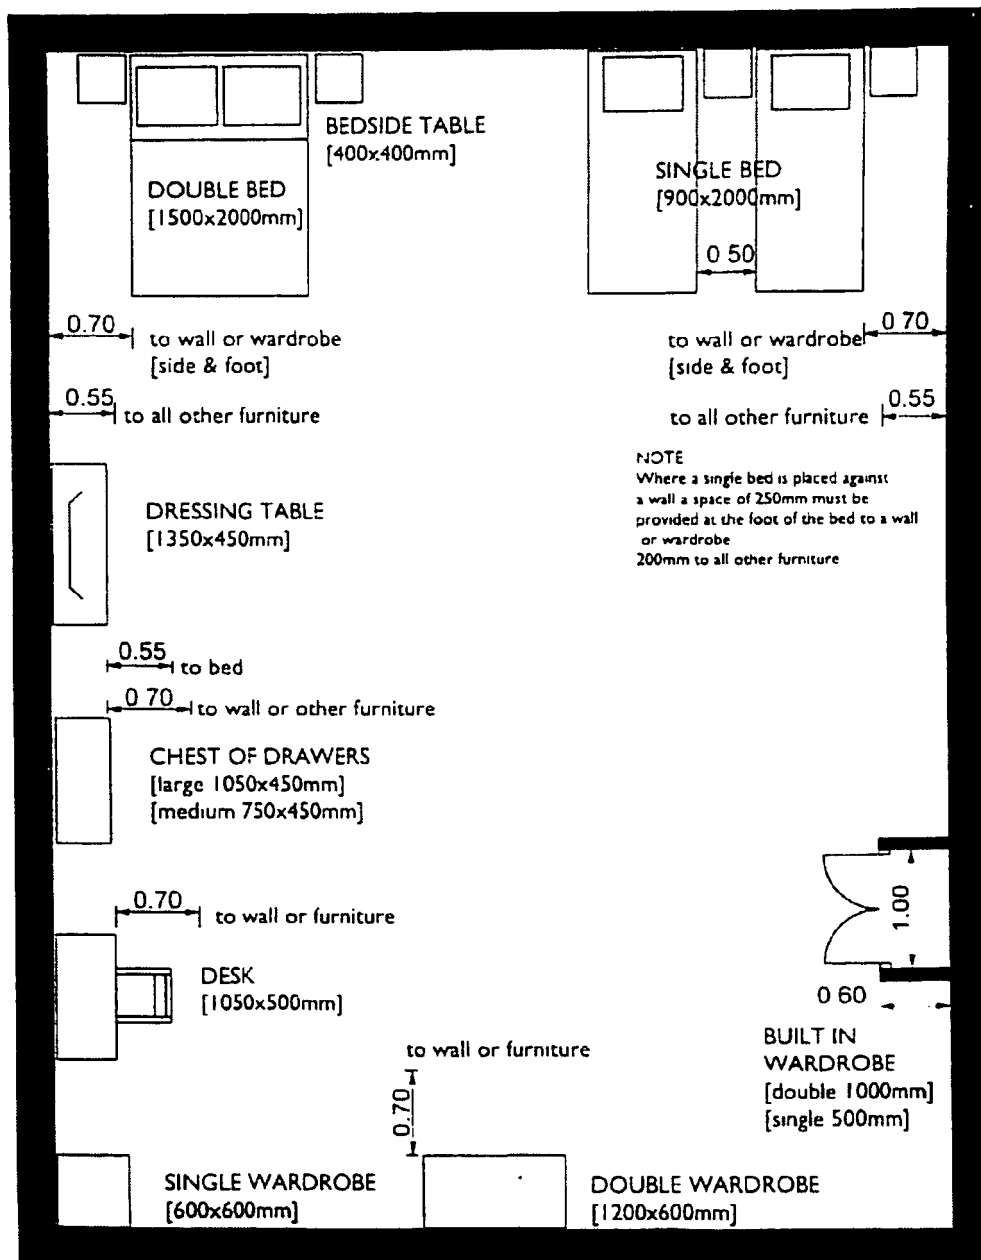 BEDSIDE TABLE
[400x400mm]
DOUBLE BED
[1500x2000mm]
SINGLE BED
[900x2000mm]
0 50
0.70
to wall or wardrobe
[side & foot]
0.55
to all other furniture
0 70
to wall or wardrobe
[side & foot]
0.55
to all other furniture
NOTE
Where a single bed is placed against
a wall a space of 250mm must be
provided at the foot of the bed to a wall
or wardrobe
200mm to all other furniture
DRESSING TABLE
[1350x450mm]
0.55 to bed
0 70 to wall or other furniture
CHEST OF DRAWERS
[large 1050x450mm]
[medium 750x450mm]
0.70 to wall or furniture
DESK
[1050x500mm]
1.00
0 60
BUILT IN
WARDROBE
[double 1000mm]
[single 500mm]
to wall or furniture
0.70
SINGLE WARDROBE
[600x600mm]
DOUBLE WARDROBE
[1200x600mm]